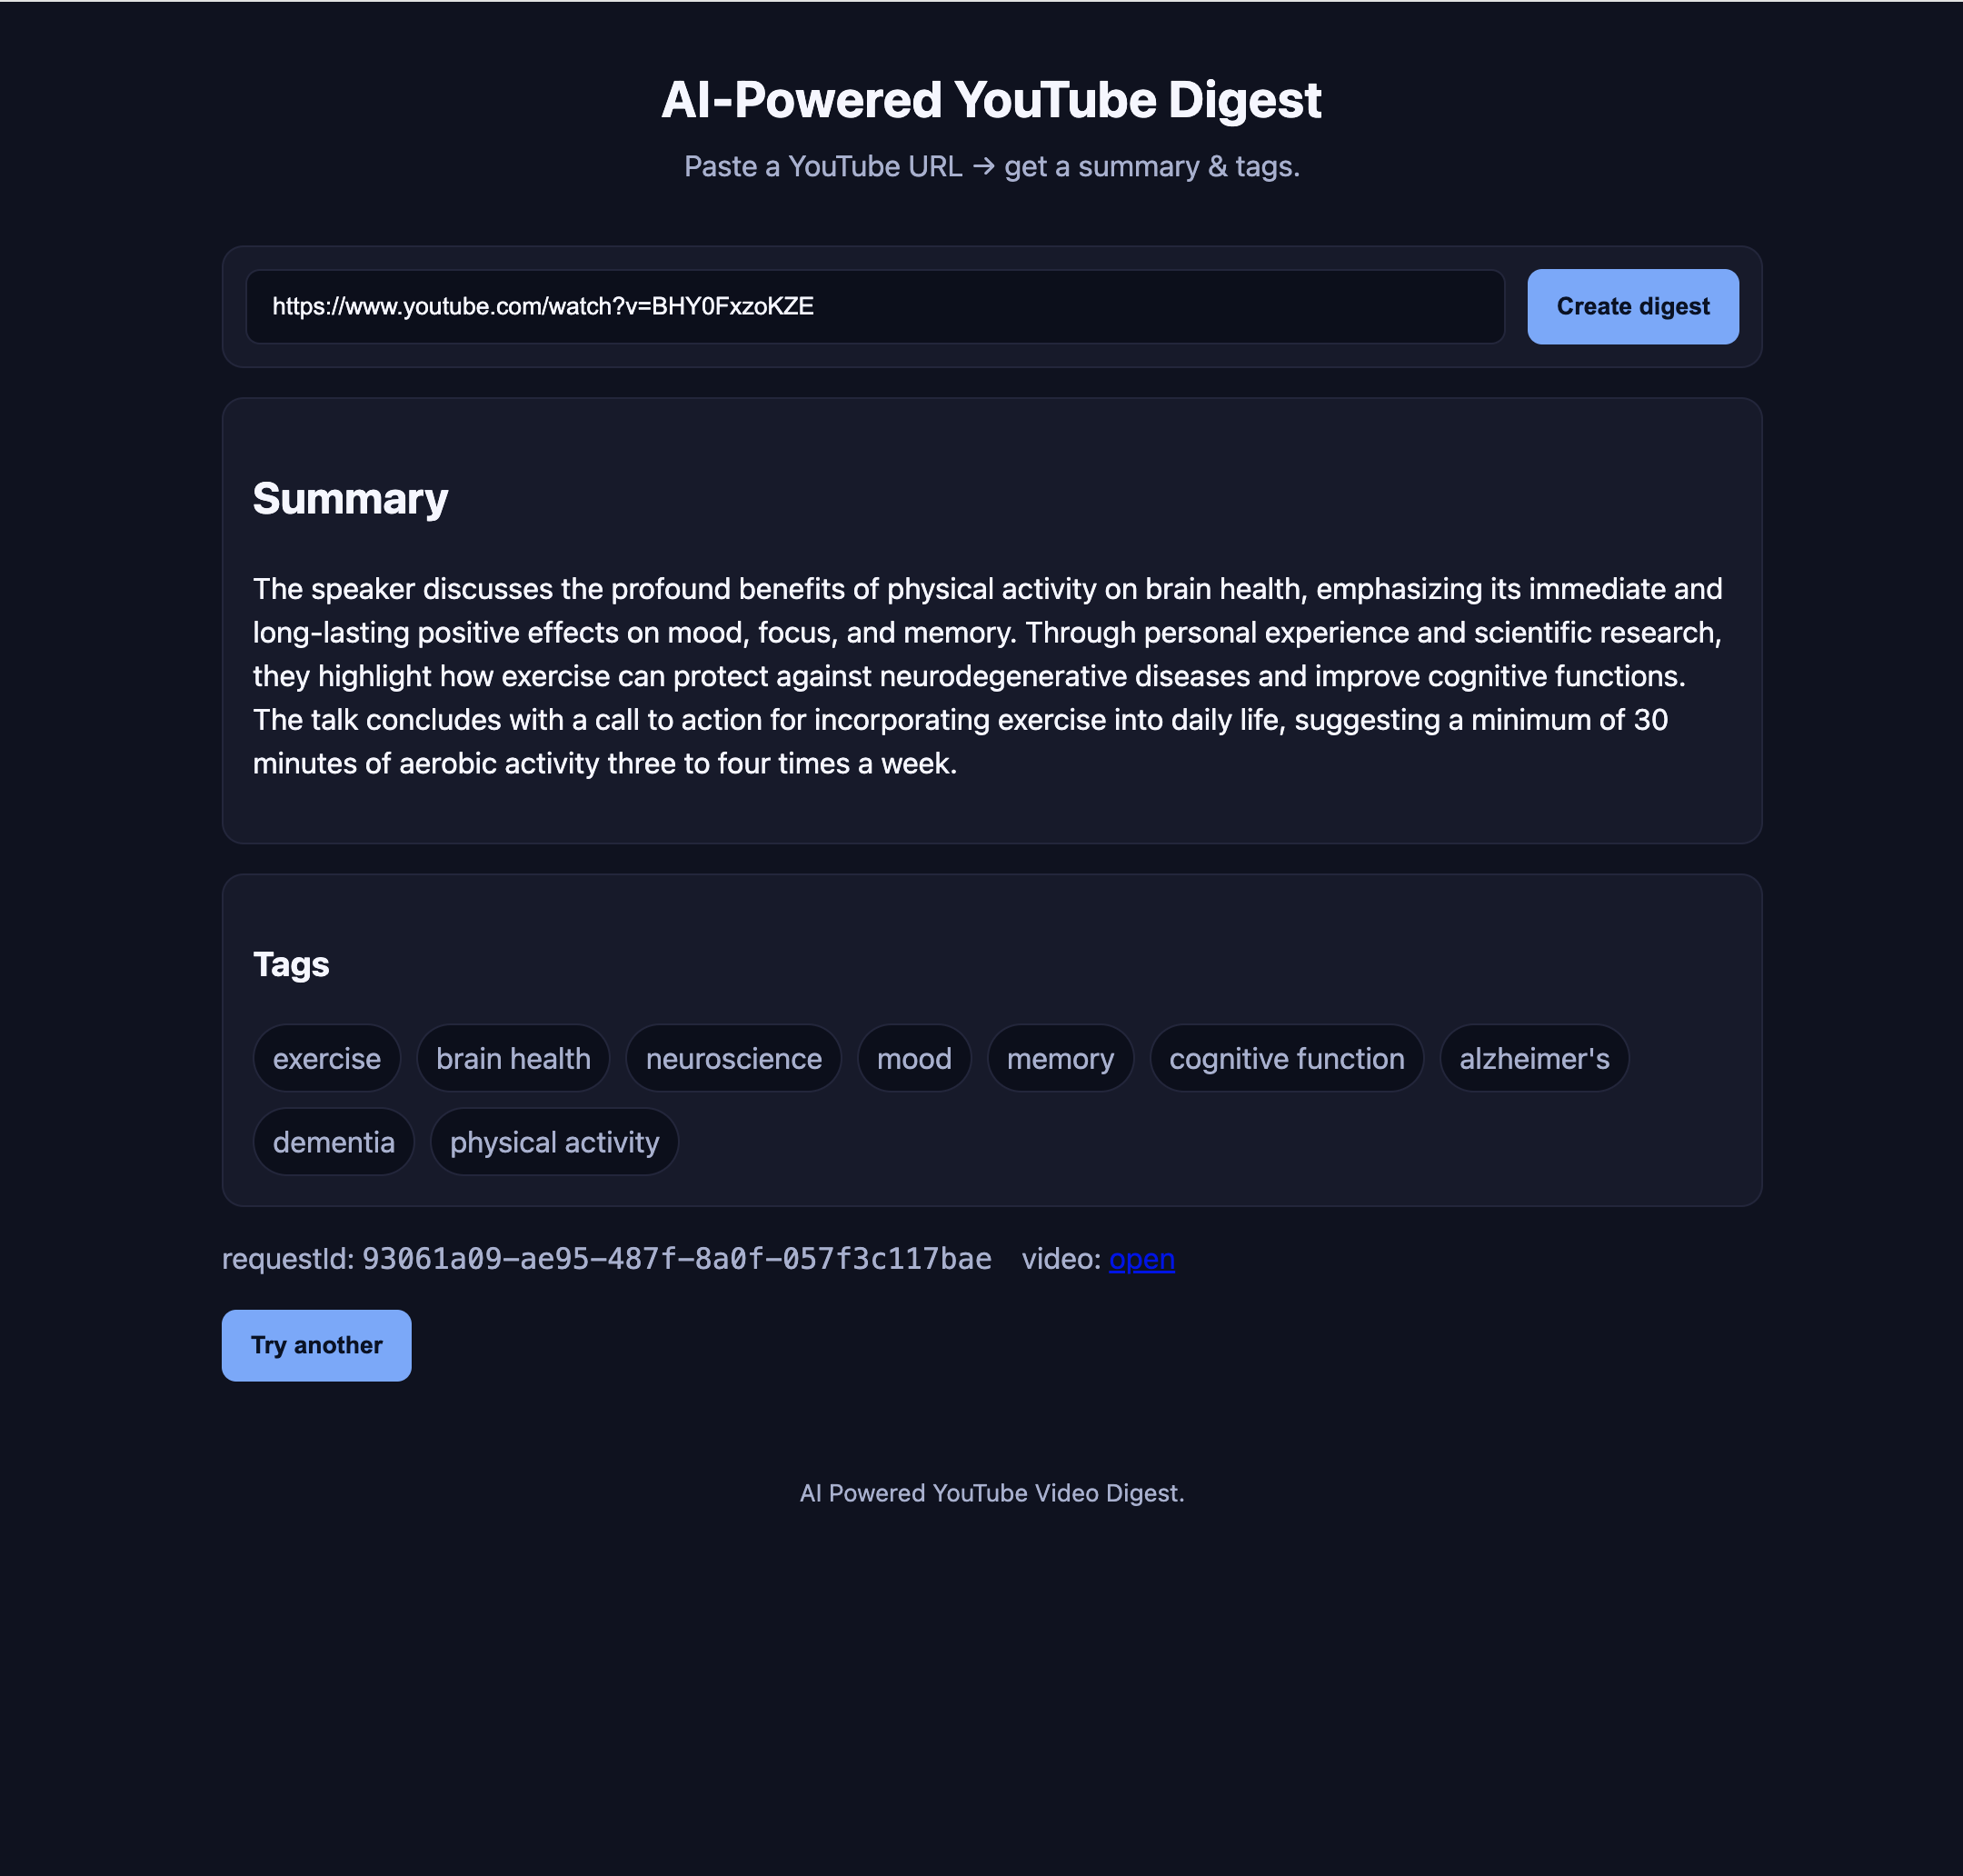 AI-Powered YouTube Digest
Paste a YouTube URL → get a summary & tags.
https://www.youtube.com/watch?v=BHY0FxzoKZE
Create digest
Summary
The speaker discusses the profound benefits of physical activity on brain health, emphasizing its immediate and
long-lasting positive effects on mood, focus, and memory. Through personal experience and scientific research,
they highlight how exercise can protect against neurodegenerative diseases and improve cognitive functions.
The talk concludes with a call to action for incorporating exercise into daily life, suggesting a minimum of 30
minutes of aerobic activity three to four times a week.
Tags
exercise brain health neuroscience mood memory cognitive function alzheimer's
dementia physical activity
requestId: 93061a09-ae95-487f-8a0f-057f3c117bae video: open
Try another
AI Powered YouTube Video Digest.